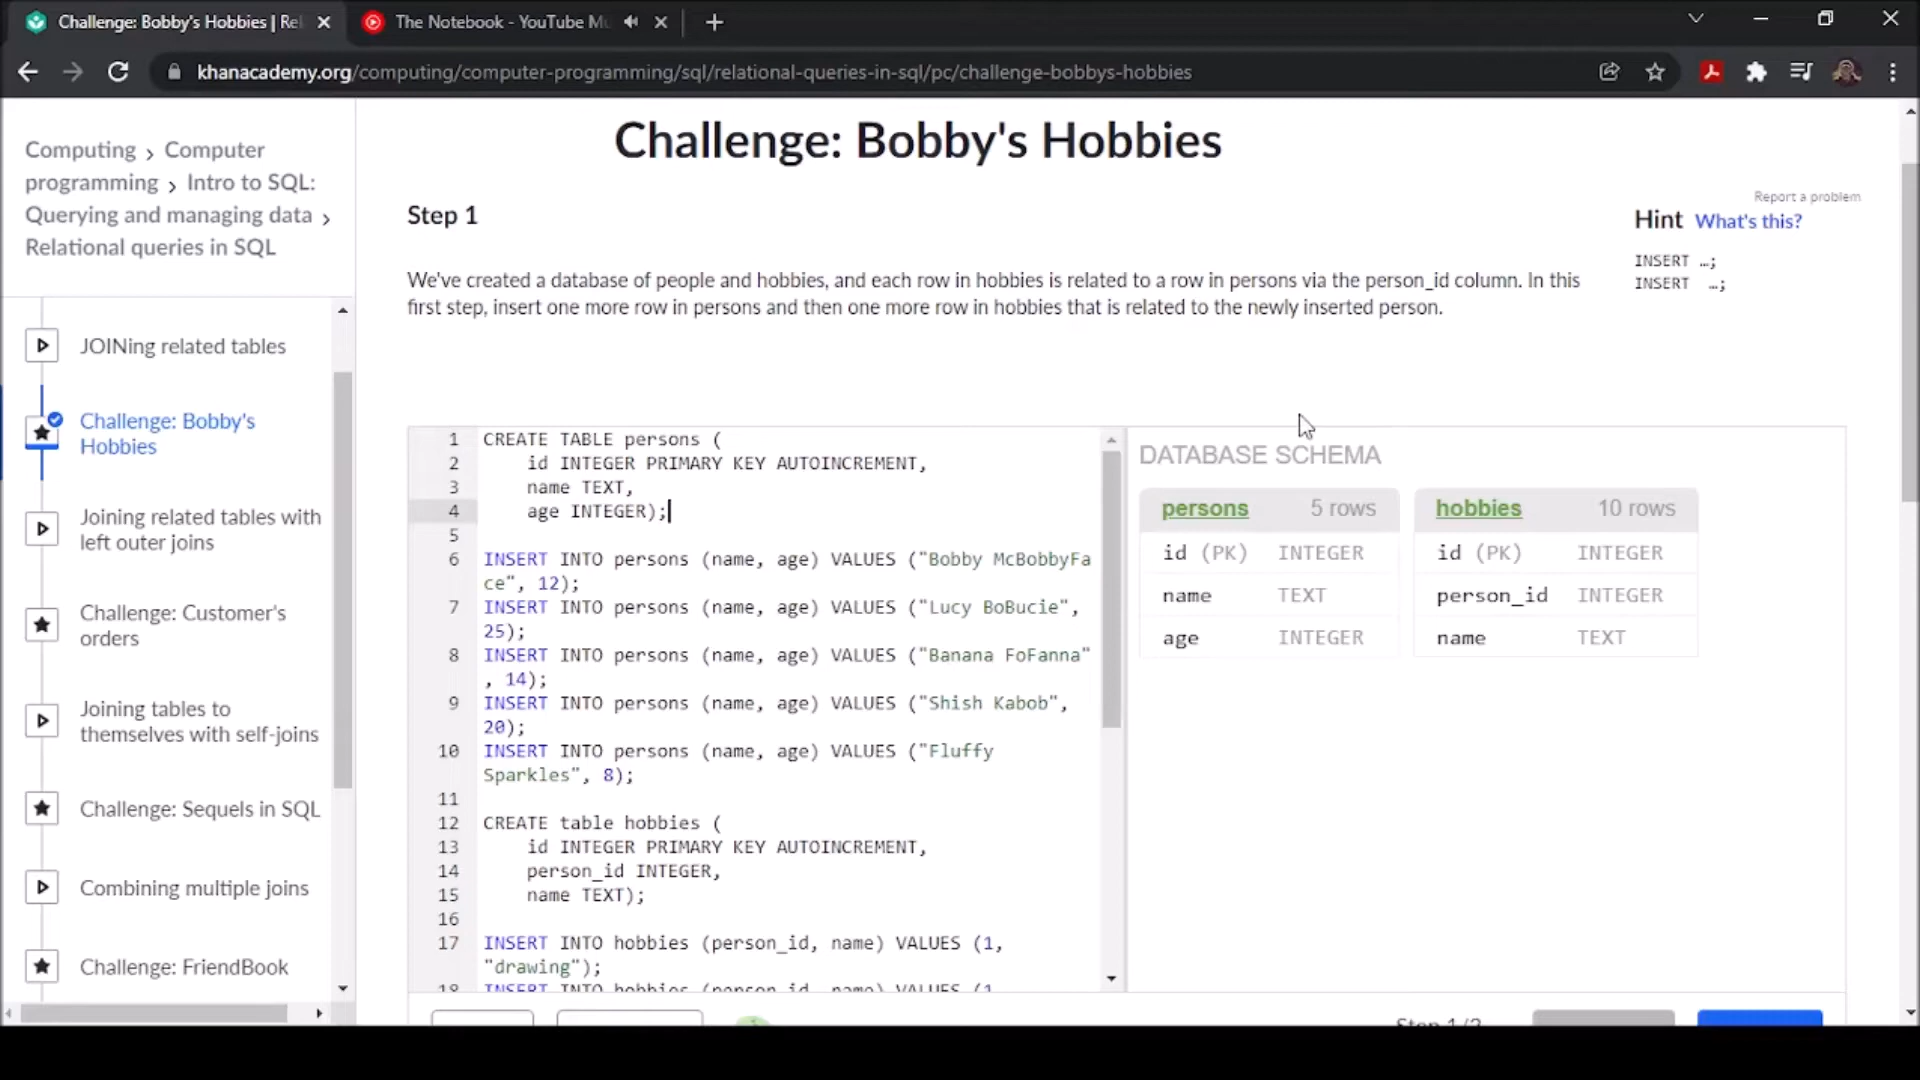 Challenge: Bobby's Hobbies | Rel
The Notebook - YouTube Mu
khanacademy.org/computing/computer-programming/sql/relational-queries-in-sql/pc/challenge-bobbys-hobbies
Computing > Computer
programming > Intro to SQL:
Querying and managing data >
Relational queries in SQL
JOINing related tables
Challenge: Bobby's
Hobbies
Joining related tables with
left outer joins
Challenge: Customer's
orders
Joining tables to
themselves with self-joins
Challenge: Sequels in SQL
Combining multiple joins
Challenge: FriendBook
Challenge: Bobby's Hobbies
Report a problem
Step 1
Hint What's this?
INSERT …;
INSERT  …;
We've created a database of people and hobbies, and each row in hobbies is related to a row in persons via the person_id column. In this
first step, insert one more row in persons and then one more row in hobbies that is related to the newly inserted person.
1 CREATE TABLE persons (
2 id INTEGER PRIMARY KEY AUTOINCREMENT,
3 name TEXT,
4 age INTEGER);
5
6 INSERT INTO persons (name, age) VALUES ("Bobby McBobbyFa
ce", 12);
7 INSERT INTO persons (name, age) VALUES ("Lucy BoBucie",
25);
8 INSERT INTO persons (name, age) VALUES ("Banana FoFanna"
, 14);
9 INSERT INTO persons (name, age) VALUES ("Shish Kabob",
20);
10 INSERT INTO persons (name, age) VALUES ("Fluffy
Sparkles", 8);
11
12 CREATE table hobbies (
13 id INTEGER PRIMARY KEY AUTOINCREMENT,
14 person_id INTEGER,
15 name TEXT);
16
17 INSERT INTO hobbies (person_id, name) VALUES (1,
"drawing");
18 INSERT INTO hobbies (person_id, name) VALUES (1,
DATABASE SCHEMA
persons 5 rows
id (PK) INTEGER
name TEXT
age INTEGER
hobbies 10 rows
id (PK) INTEGER
person_id INTEGER
name TEXT